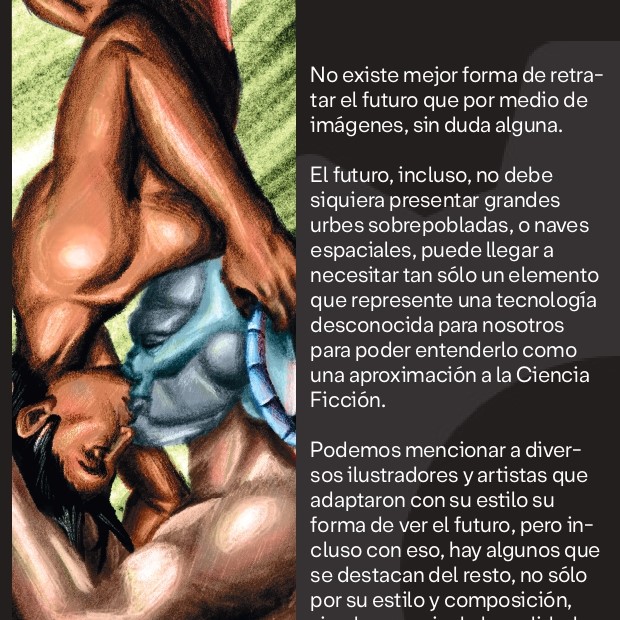 No existe mejor forma de retra-
tar el futuro que por medio de
imágenes, sin duda alguna.
El futuro, incluso, no debe
siquiera presentar grandes
urbes sobrepobladas, o naves
espaciales, puede llegar a
necesitar tan sólo un elemento
que represente una tecnología
desconocida para nosotros
para poder entenderlo como
una aproximación a la Ciencia
Ficción.
Podemos mencionar a diver-
sos ilustradores y artistas que
adaptaron con su estilo su
forma de ver el futuro, pero in-
cluso con eso, hay algunos que
se destacan del resto, no sólo
por su estilo y composición,